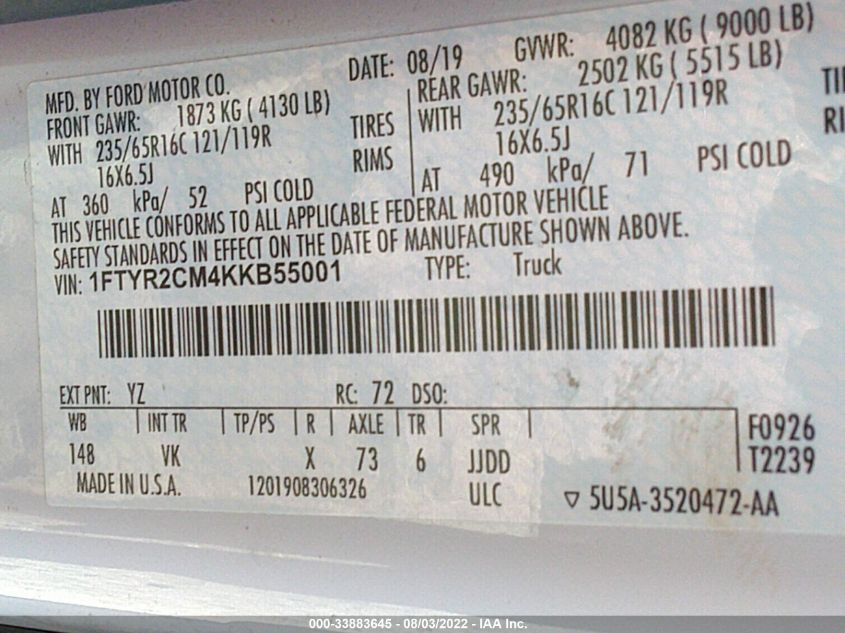 DATE: 08/19 GVWR: 4082 KG ( 9000 LB)
MFD. BY FORD MOTOR CO.
FRONT GAWR: 1873 KG ( 4130 LB)
WITH 235/65R16C 121/119R TIRES
16X6.5J RIMS
AT 360 kPa/ 52 PSI COLD
REAR GAWR: 2502 KG ( 5515 LB)
WITH 235/65R16C 121/119R
16X6.5J
AT 490 kPa/ 71 PSI COLD
THIS VEHICLE CONFORMS TO ALL APPLICABLE FEDERAL MOTOR VEHICLE
SAFETY STANDARDS IN EFFECT ON THE DATE OF MANUFACTURE SHOWN ABOVE.
VIN: 1FTYR2CM4KKB55001 TYPE: Truck
EXT PNT: YZ RC: 72 DSO:
WB INT TR TP/PS R AXLE TR SPR
148 VK X 73 6 JJDD
F0926
T2239
MADE IN U.S.A. 1201908306326 ULC ▽ 5U5A-3520472-AA
000-33883645 - 08/03/2022 - IAA Inc.